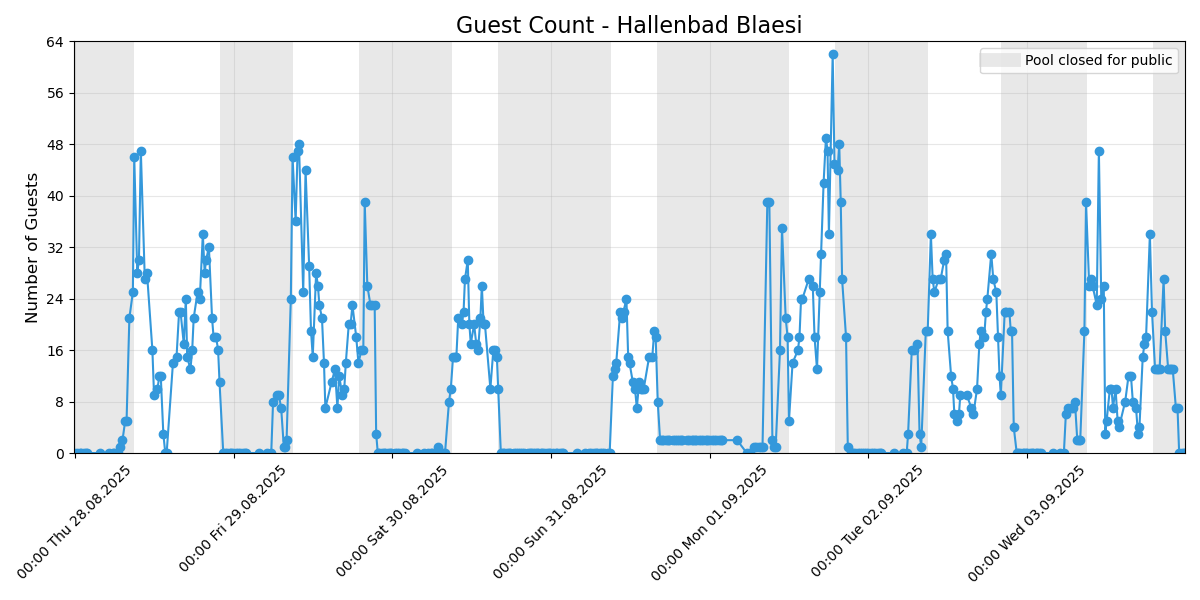 Guest Count - Hallenbad Blaesi
Pool closed for public
Number of Guests
64
56
48
40
32
24
16
8
0
00:00 Thu 28.08.2025
00:00 Fri 29.08.2025
00:00 Sat 30.08.2025
00:00 Sun 31.08.2025
00:00 Mon 01.09.2025
00:00 Tue 02.09.2025
00:00 Wed 03.09.2025